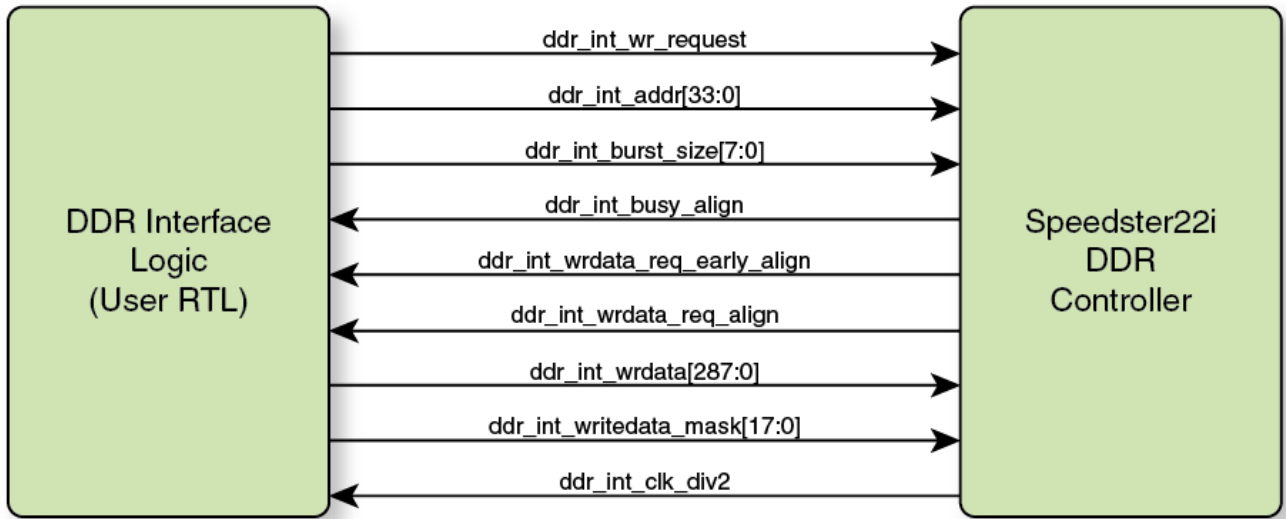 DDR Interface
Logic
(User RTL)
ddr_int_wr_request
ddr_int_addr[33:0]
ddr_int_burst_size[7:0]
ddr_int_busy_align
ddr_int_wrdata_req_early_align
ddr_int_wrdata_req_align
ddr_int_wrdata[287:0]
ddr_int_writedata_mask[17:0]
ddr_int_clk_div2
Speedster22i
DDR
Controller